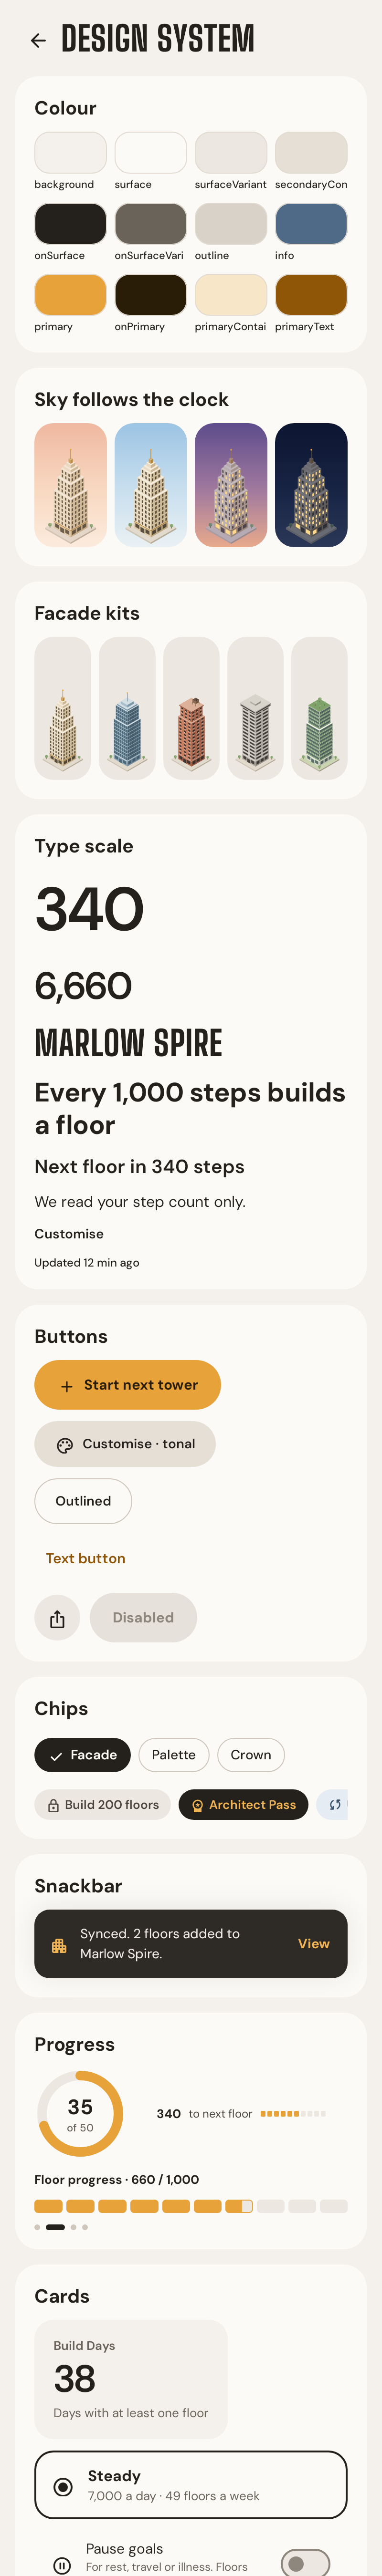 DESIGN SYSTEM
Colour
background
surface
surfaceVariant
secondaryCon
onSurface
onSurfaceVari
outline
info
primary
onPrimary
primaryContai
primaryText
Sky follows the clock
Facade kits
Type scale
340
6,660
MARLOW SPIRE
Every 1,000 steps builds
a floor
Next floor in 340 steps
We read your step count only.
Customise
Updated 12 min ago
Buttons
Start next tower
Customise · tonal
Outlined
Text button
Disabled
Chips
Facade
Palette
Crown
Build 200 floors
Architect Pass
Snackbar
Synced. 2 floors added to
Marlow Spire.
View
Progress
35
of 50
340 to next floor
Floor progress · 660 / 1,000
Cards
Build Days
38
Days with at least one floor
Steady
7,000 a day · 49 floors a week
Pause goals
For rest, travel or illness. Floors